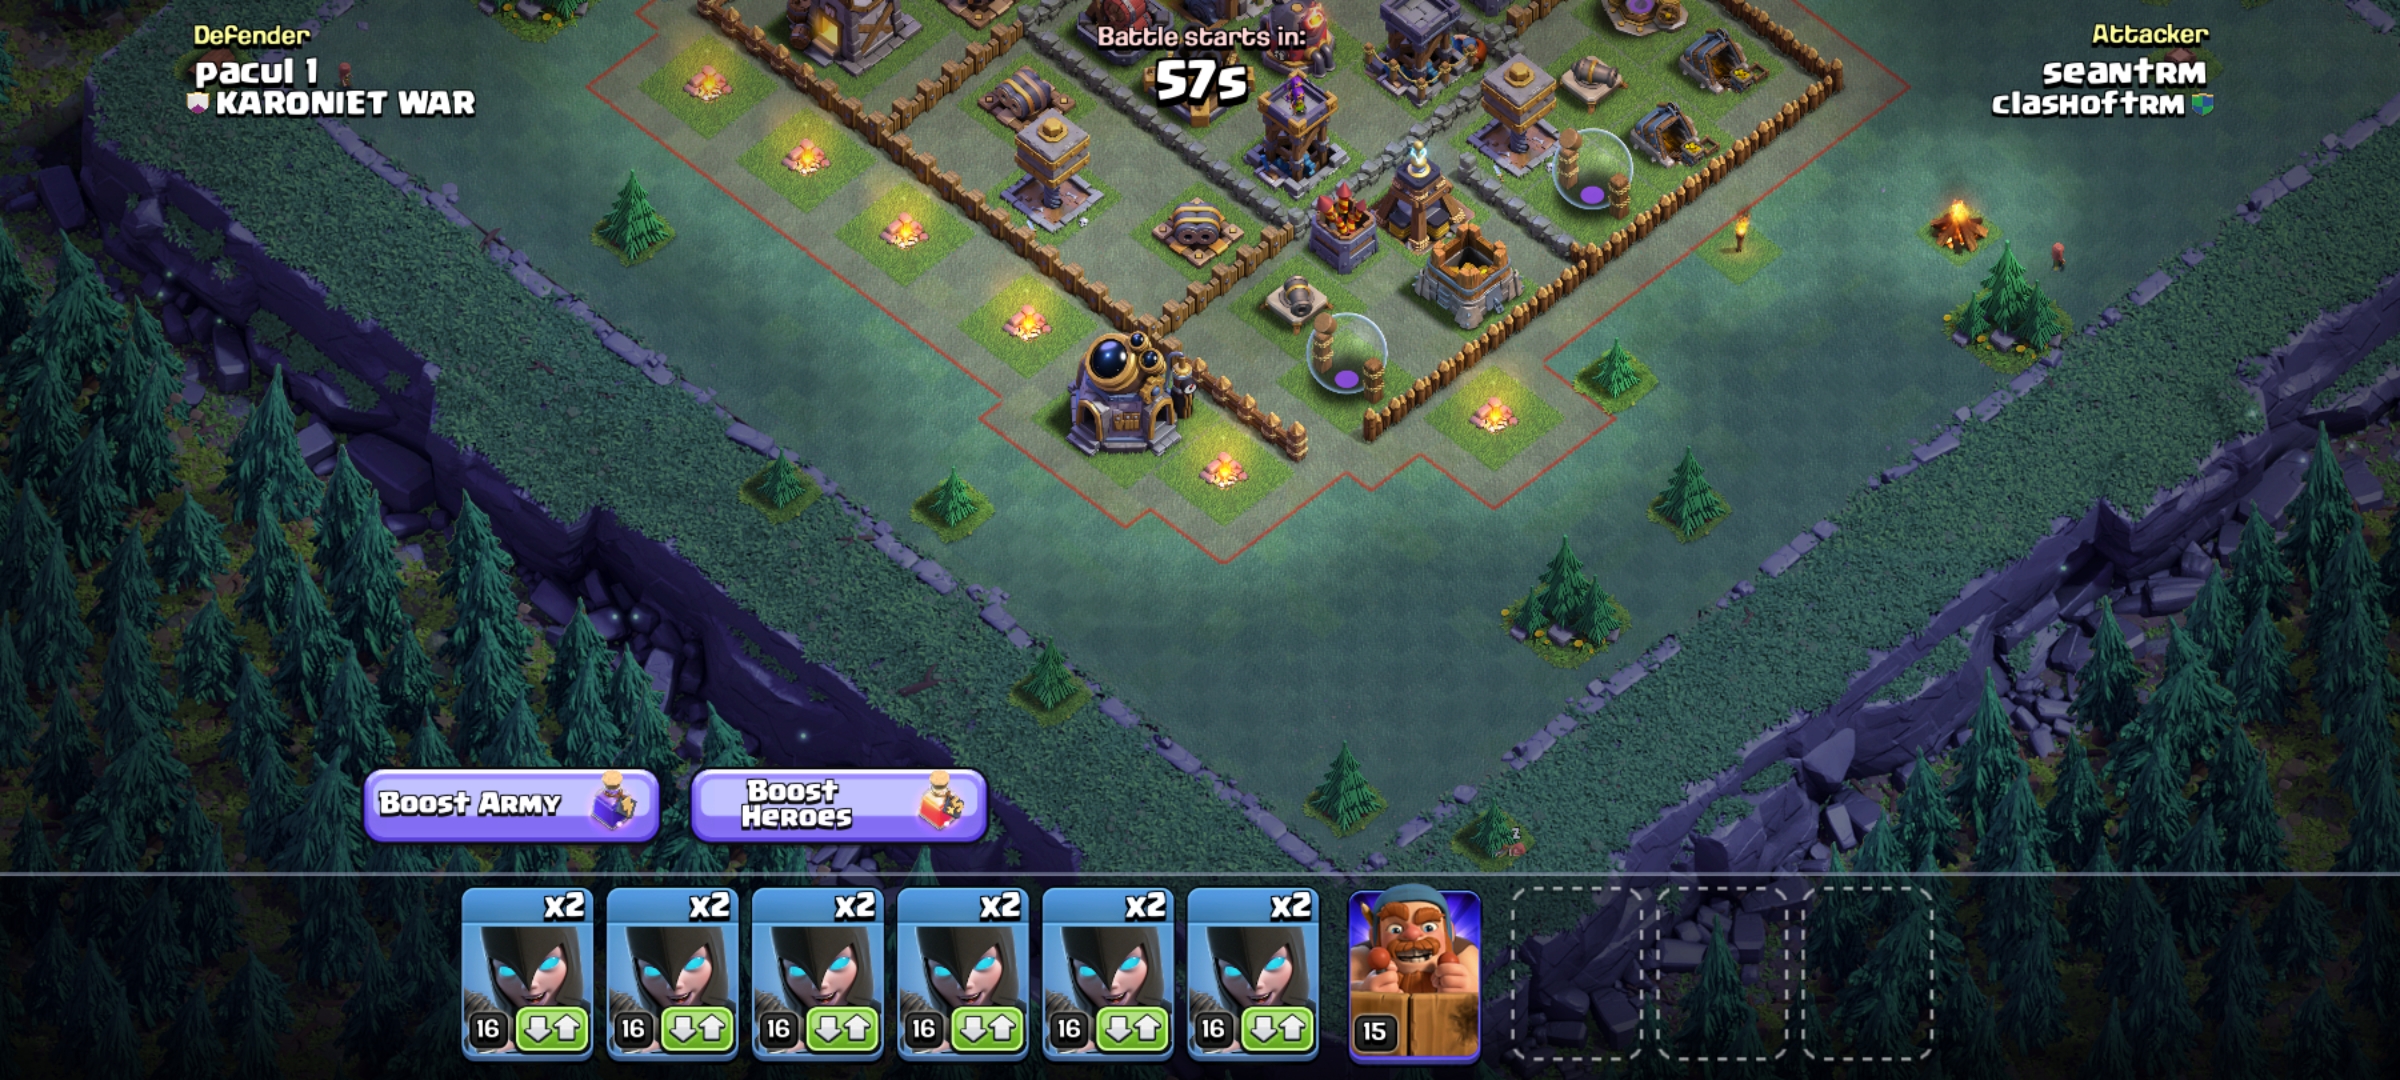 Defender
pacul 1
KARONIET WAR
Battle starts in:
57s
Attacker
seantRM
clashoftRM
Boost Army
Boost
Heroes
x2 x2 x2 x2 x2 x2
16 16 16 16 16 16 15
z